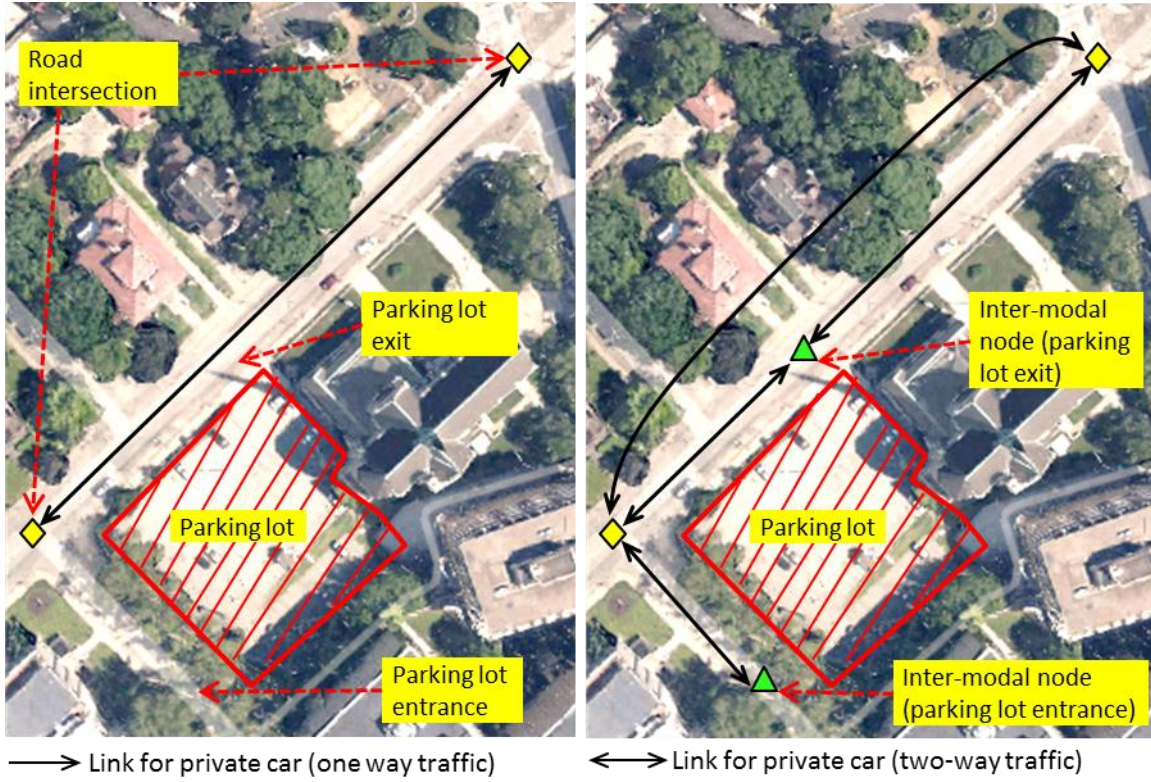 Road
intersection
Parking lot
exit
Parking lot
Parking lot
entrance
Link for private car (one way traffic)
Inter-modal
node (parking
lot exit)
Parking lot
Inter-modal node
(parking lot entrance)
Link for private car (two-way traffic)